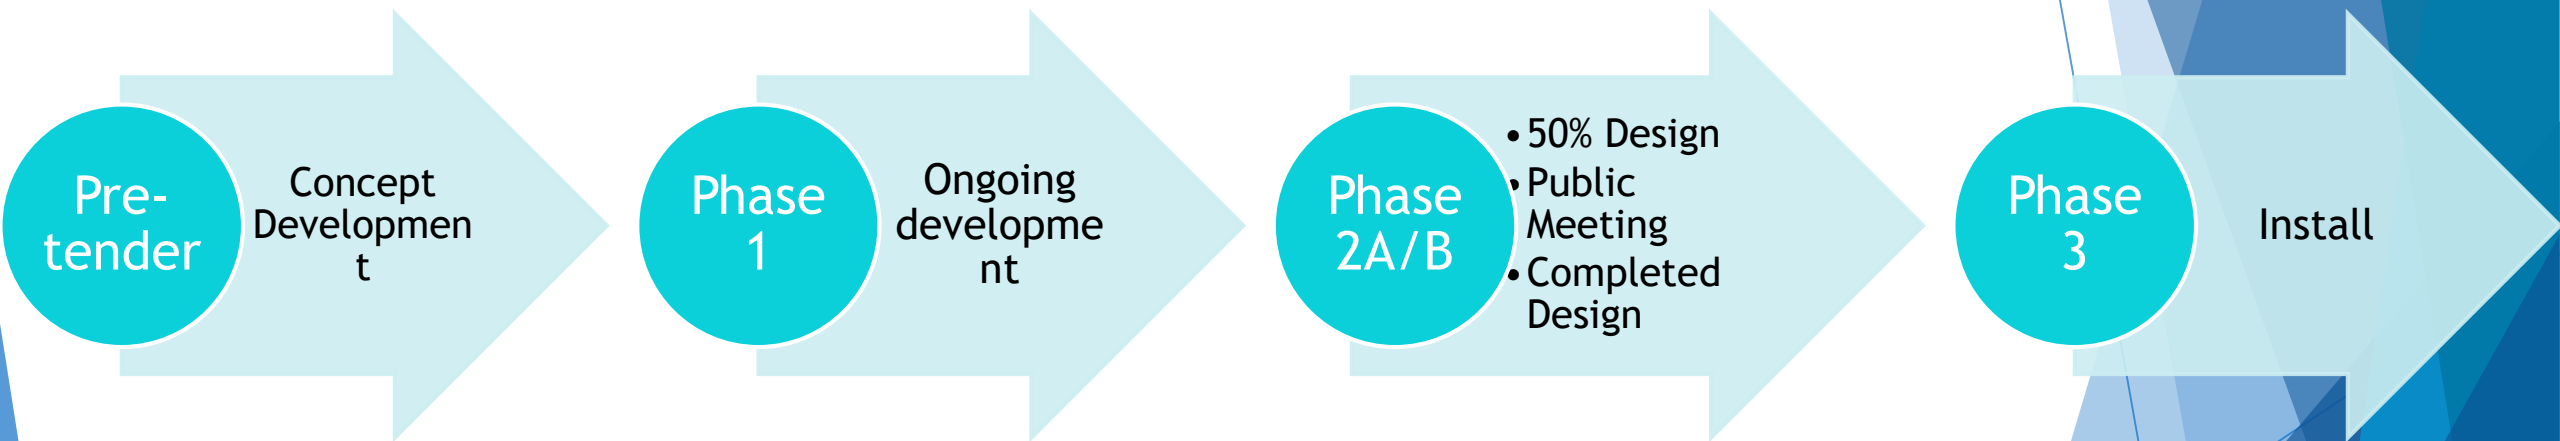 Pre-
tender
Concept
Developmen
t
Phase
1
Ongoing
developme
nt
Phase
2A/B
• 50% Design
• Public
Meeting
• Completed
Design
Phase
3
Install